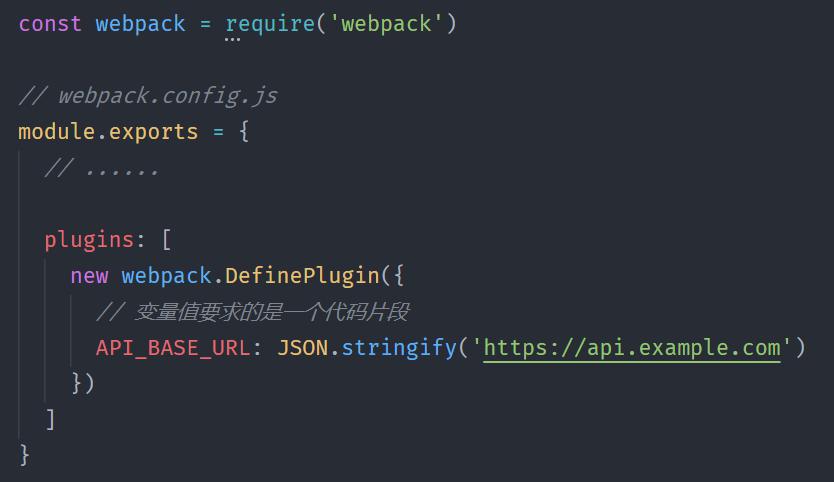 const webpack = require('webpack')
// webpack.config.js
module.exports = {
// ......
plugins: [
new webpack.DefinePlugin({
// 变量值要求的是一个代码片段
API_BASE_URL: JSON.stringify('https://api.example.com')
})
]
}